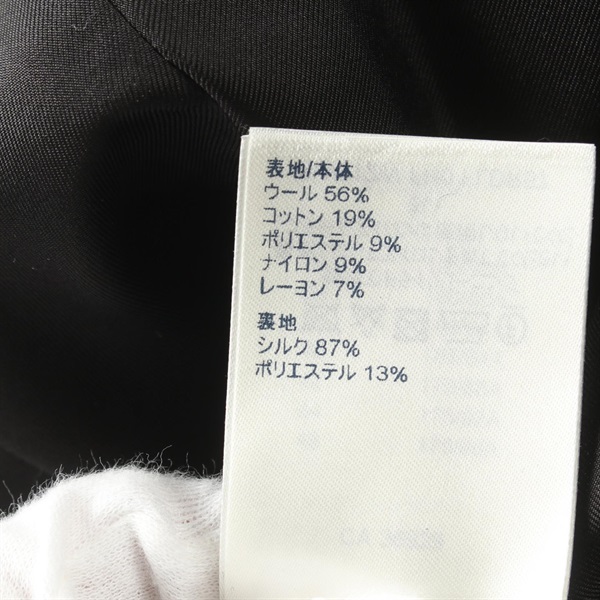 表地/本体
ウール 56%
コットン 19%
ポリエステル 9%
ナイロン 9%
レーヨン 7%
裏地
シルク 87%
ポリエステル 13%